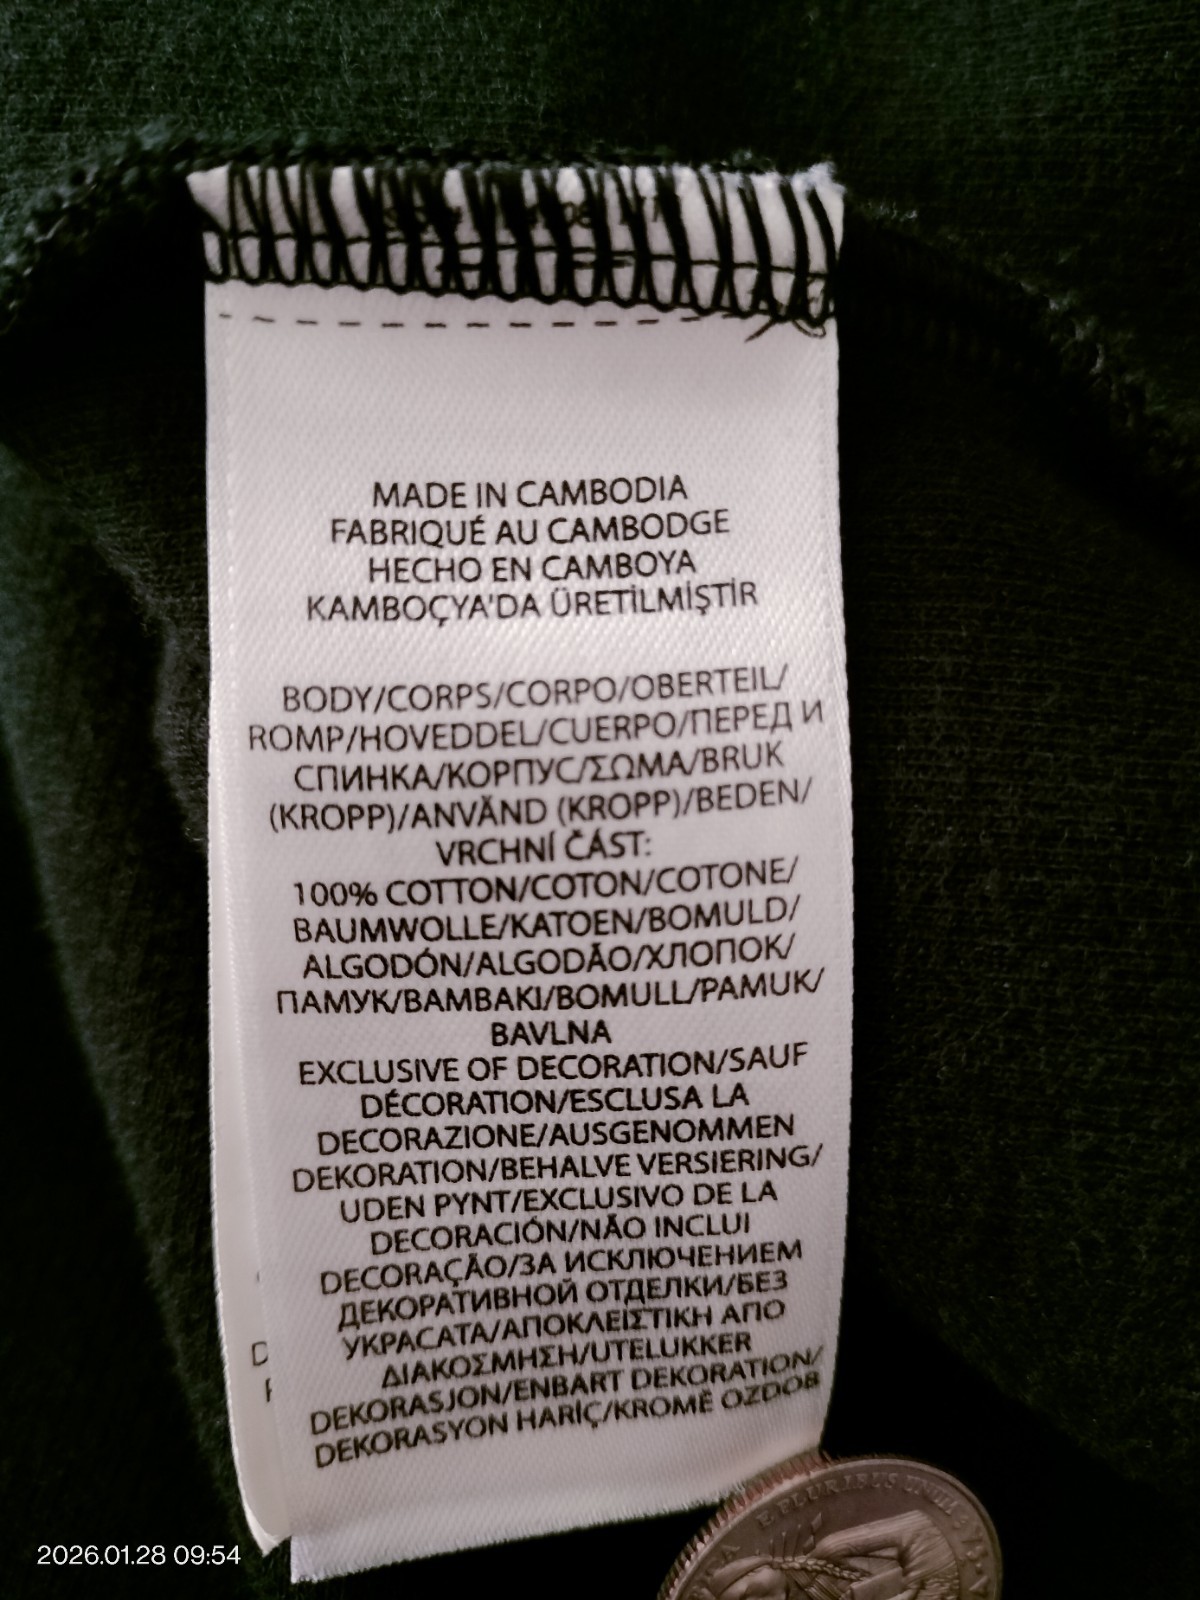 MADE IN CAMBODIA
FABRIQUÉ AU CAMBODGE
HECHO EN CAMBOYA
KAMBOÇYA'DA ÜRETİLMİŞTİR
BODY/CORPS/CORPO/OBERTEIL/
ROMP/HOVEDDEL/CUERPO/ПЕРЕД И
СПИНКА/КОРПУС/ΣΩΜΑ/BRUK
(KROPP)/ANVÄND (KROPP)/BEDEN/
VRCHNÍ ČÁST:
100% COTTON/COTON/COTONE/
BAUMWOLLE/KATOEN/BOMULD/
ALGODÓN/ALGODÃO/ХЛОПОК/
ПАМУК/ΒΑΜΒΑΚΙ/BOMULL/PAMUK/
BAVLNA
EXCLUSIVE OF DECORATION/SAUF
DÉCORATION/ESCLUSA LA
DECORAZIONE/AUSGENOMMEN
DEKORATION/BEHALVE VERSIERING/
UDEN PYNT/EXCLUSIVO DE LA
DECORACIÓN/NÃO INCLUI
DECORAÇÃO/ЗА ИСКЛЮЧЕНИЕМ
ДЕКОРАТИВНОЙ ОТДЕЛКИ/БЕЗ
УКРАСАТА/ΑΠΟΚΛΕΙΣΤΙΚΗ ΑΠΟ
ΔΙΑΚΟΣΜΗΣΗ/UTELUKKER
DEKORASJON/ENBART DEKORATION/
DEKORASYON HARİÇ/KROMĚ OZDOB
D
E PLURIBUS UNUM
2026.01.28 09:54